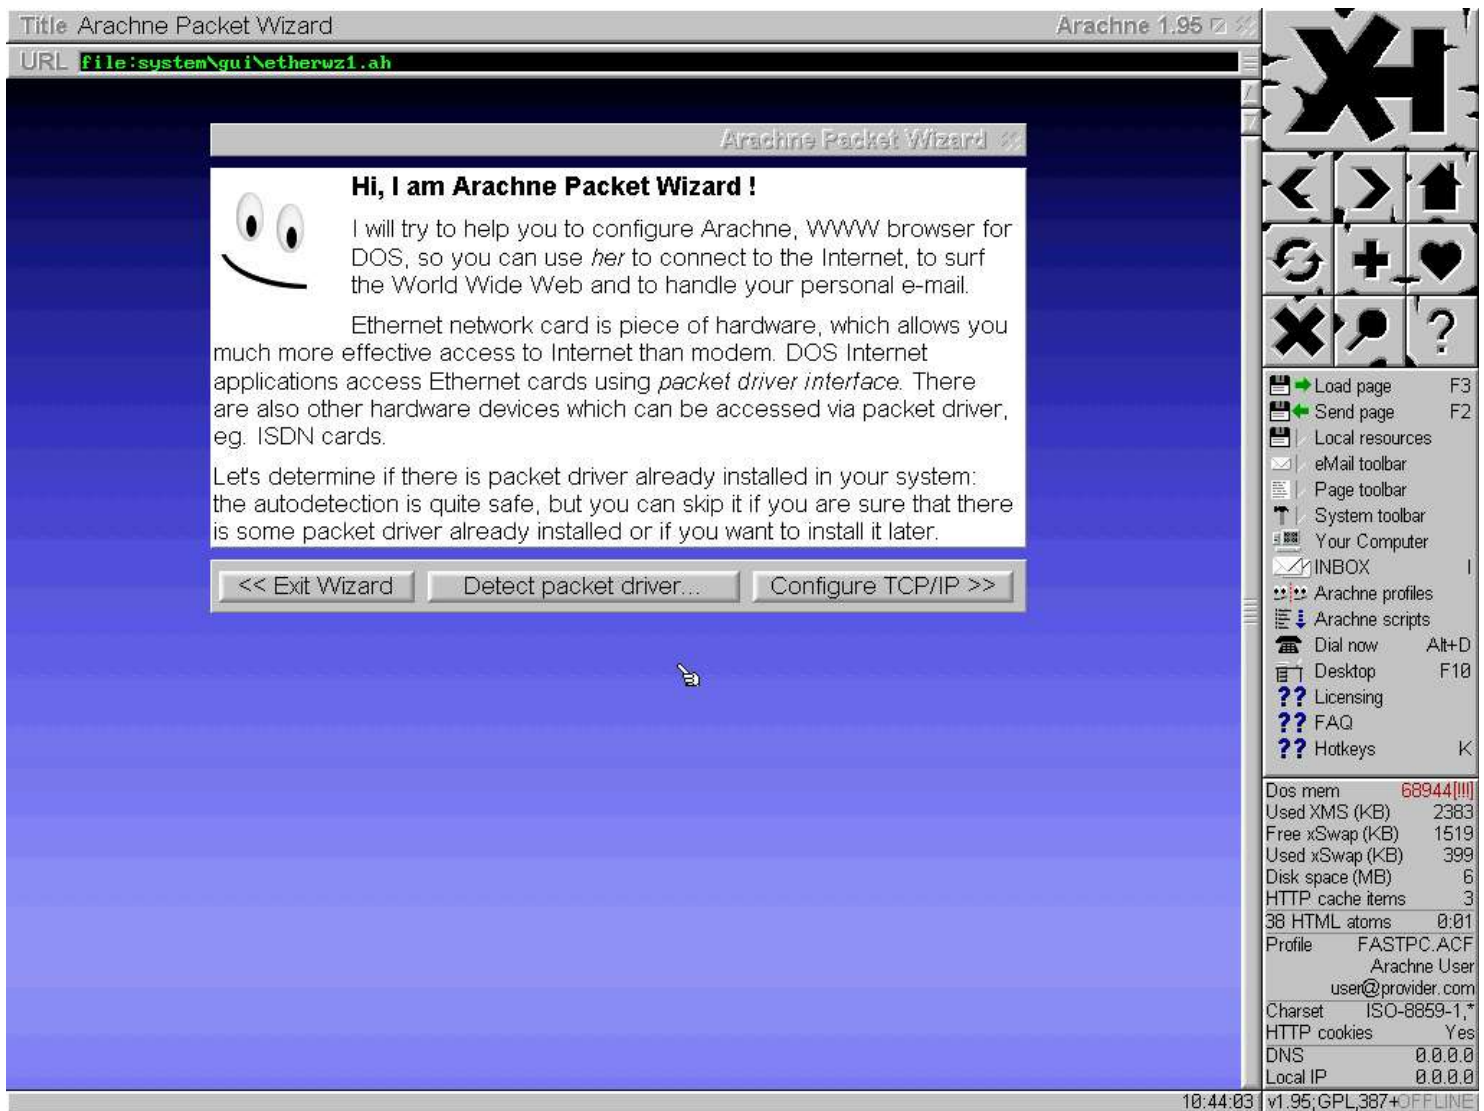 Title Arachne Packet Wizard
Arachne 1.95
URL file:system\gui\etherwz1.ah
Arachne Packet Wizard
Hi, I am Arachne Packet Wizard !
I will try to help you to configure Arachne, WWW browser for
DOS, so you can use her to connect to the Internet, to surf
the World Wide Web and to handle your personal e-mail.
Ethernet network card is piece of hardware, which allows you
much more effective access to Internet than modem. DOS Internet
applications access Ethernet cards using packet driver interface. There
are also other hardware devices which can be accessed via packet driver,
eg. ISDN cards.
Let's determine if there is packet driver already installed in your system:
the autodetection is quite safe, but you can skip it if you are sure that there
is some packet driver already installed or if you want to install it later.
<< Exit Wizard
Detect packet driver...
Configure TCP/IP >>
Load page F3
Send page F2
Local resources
eMail toolbar
Page toolbar
System toolbar
Your Computer
INBOX I
Arachne profiles
Arachne scripts
Dial now Alt+D
Desktop F10
?? Licensing
?? FAQ
?? Hotkeys K
Dos mem 68944[!!!]
Used XMS (KB) 2383
Free xSwap (KB) 1519
Used xSwap (KB) 399
Disk space (MB) 6
HTTP cache items 3
38 HTML atoms 0:01
Profile FASTPC.ACF
Arachne User
user@provider.com
Charset ISO-8859-1,*
HTTP cookies Yes
DNS 0.0.0.0
Local IP 0.0.0.0
10:44:03
v1.95;GPL,387+OFFLINE